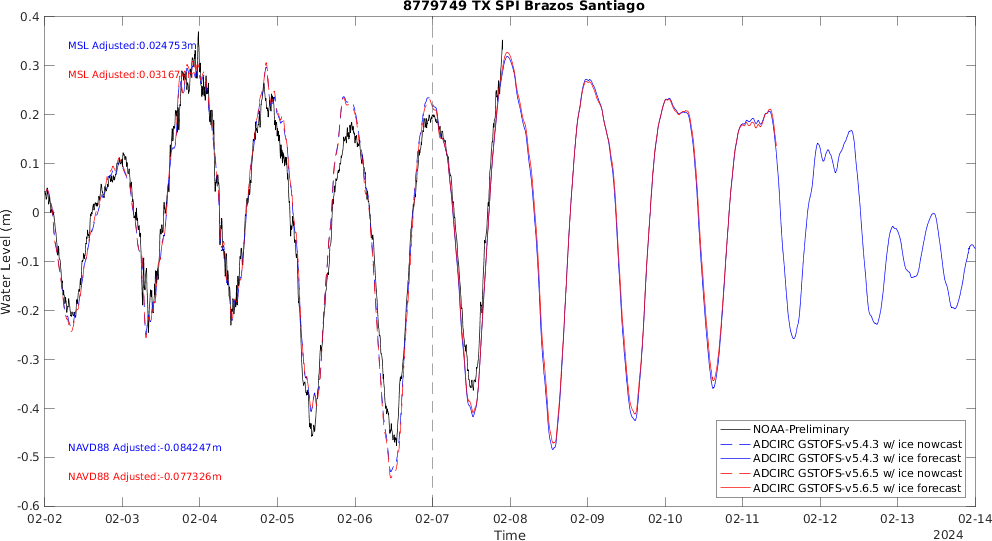 8779749 TX SPI Brazos Santiago
0.4
0.3
0.2
0.1
0
-0.1
-0.2
-0.3
-0.4
-0.5
-0.6
Water Level (m)
MSL Adjusted:0.024753m
MSL Adjusted:0.03167
NAVD88 Adjusted:-0.084247m
NAVD88 Adjusted:-0.077326m
NOAA-Preliminary
ADCIRC GSTOFS-v5.4.3 w/ ice nowcast
ADCIRC GSTOFS-v5.4.3 w/ ice forecast
ADCIRC GSTOFS-v5.6.5 w/ ice nowcast
ADCIRC GSTOFS-v5.6.5 w/ ice forecast
02-02 02-03 02-04 02-05 02-06 02-07 02-08 02-09 02-10 02-11 02-12 02-13 02-14
Time
2024